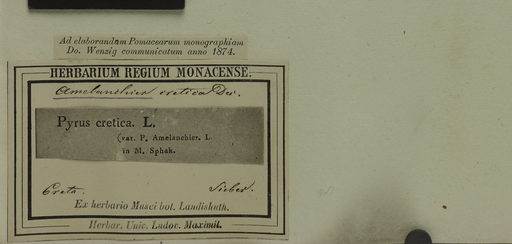 Ad elaborandam Pomacearum monographiam
Do. Wenzig communicatum anno 1874.
HERBARIUM REGIUM MONACENSE.
Amelanchier cretica Dec.
Pyrus cretica. L.
(var. P. Amelanchier. L.
in M. Sphak.
Creta. Sieber.
Ex herbario Musei bot. Landishuth.
Herbar. Univ. Ludov. Maximil.